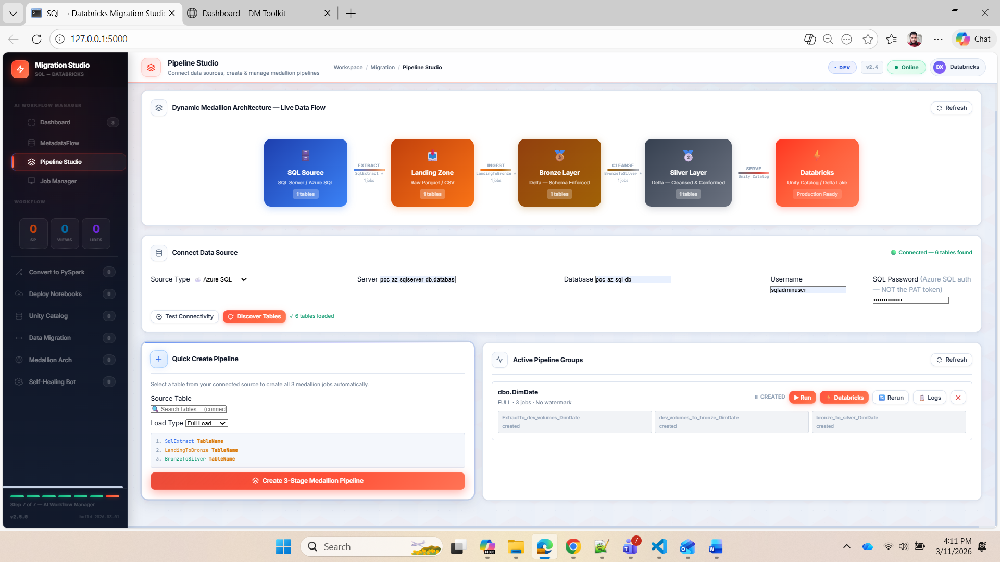 SQL → Databricks Migration Studio
Dashboard – DM Toolkit
127.0.0.1:5000
Chat
Migration Studio
SQL → DATABRICKS
AI WORKFLOW MANAGER
Dashboard 3
MetadataFlow
Pipeline Studio
Job Manager
WORKFLOW
0 0 0
SP VIEWS UDFS
Convert to PySpark 0
Deploy Notebooks 0
Unity Catalog 0
Data Migration 0
Medallion Arch 0
Self-Healing Bot 0
Step 7 of 7 — AI Workflow Manager
v2.5.0 build 2026.03.01
Pipeline Studio
Connect data sources, create & manage medallion pipelines
Workspace / Migration / Pipeline Studio
• DEV
v2.4
Online
DX Databricks
Dynamic Medallion Architecture — Live Data Flow
Refresh
SQL Source
SQL Server / Azure SQL
1 tables
EXTRACT
SqlExtract_*
1 jobs
Landing Zone
Raw Parquet / CSV
1 tables
INGEST
LandingToBronze_*
1 jobs
3
Bronze Layer
Delta — Schema Enforced
1 tables
CLEANSE
BronzeToSilver_*
1 jobs
2
Silver Layer
Delta — Cleansed & Conformed
1 tables
SERVE
Unity Catalog
Databricks
Unity Catalog / Delta Lake
Production Ready
Connect Data Source
Connected — 6 tables found
Source Type Azure SQL
Server poc-az-sqlserver-db.databas
Database poc-az-sql-db
Username
sqladminuser
SQL Password (Azure SQL auth
— NOT the PAT token)
••••••••••••••
Test Connectivity
Discover Tables
✓ 6 tables loaded
Quick Create Pipeline
Select a table from your connected source to create all 3 medallion jobs automatically.
Source Table
Search tables... (connect
Load Type Full Load
1. SqlExtract_TableName
2. LandingToBronze_TableName
3. BronzeToSilver_TableName
Create 3-Stage Medallion Pipeline
Active Pipeline Groups
Refresh
dbo.DimDate
FULL · 3 jobs · No watermark
CREATED
Run
Databricks
Rerun
Logs
ExtractTo_dev_volumes_DimDate
created
dev_volumes_To_bronze_DimDate
created
bronze_To_silver_DimDate
created
Search
M365
7
4:11 PM
3/11/2026